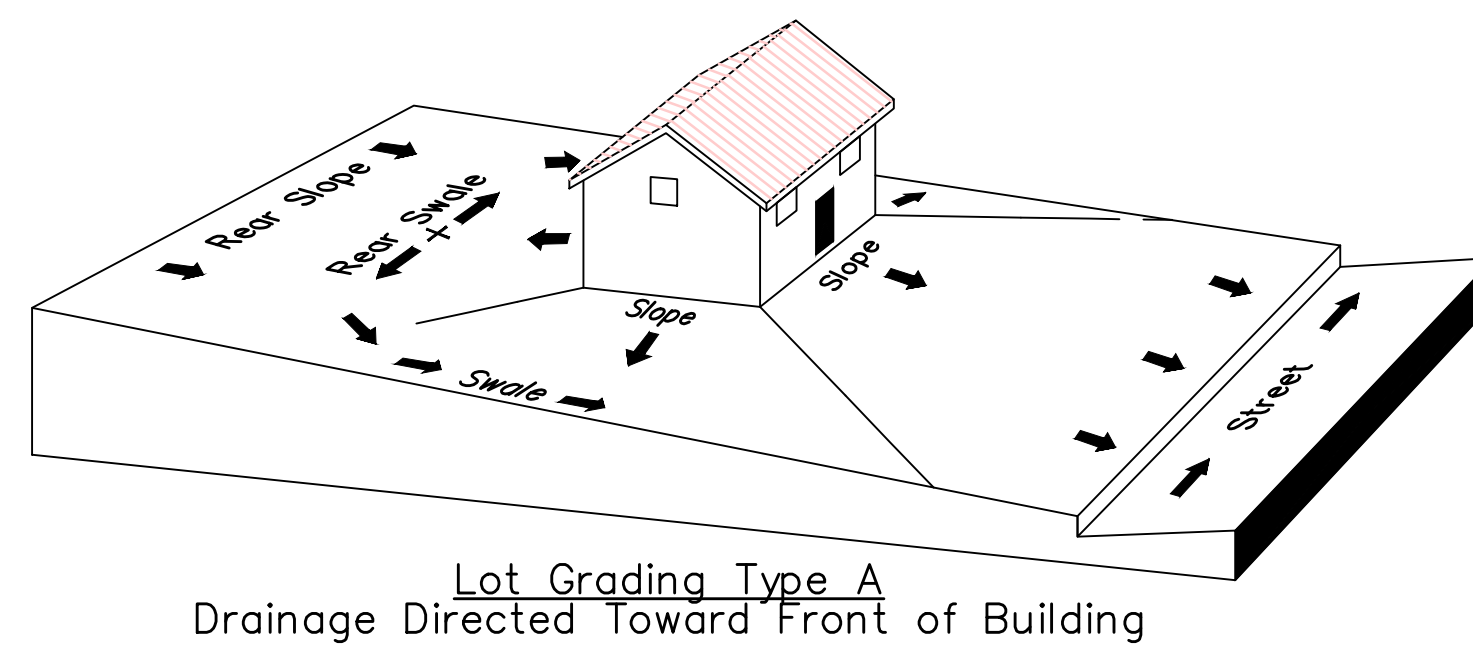 Rear Slope
Rear Swale
+
Slope
Slope
Swale
Street
Lot Grading Type A
Drainage Directed Toward Front of Building